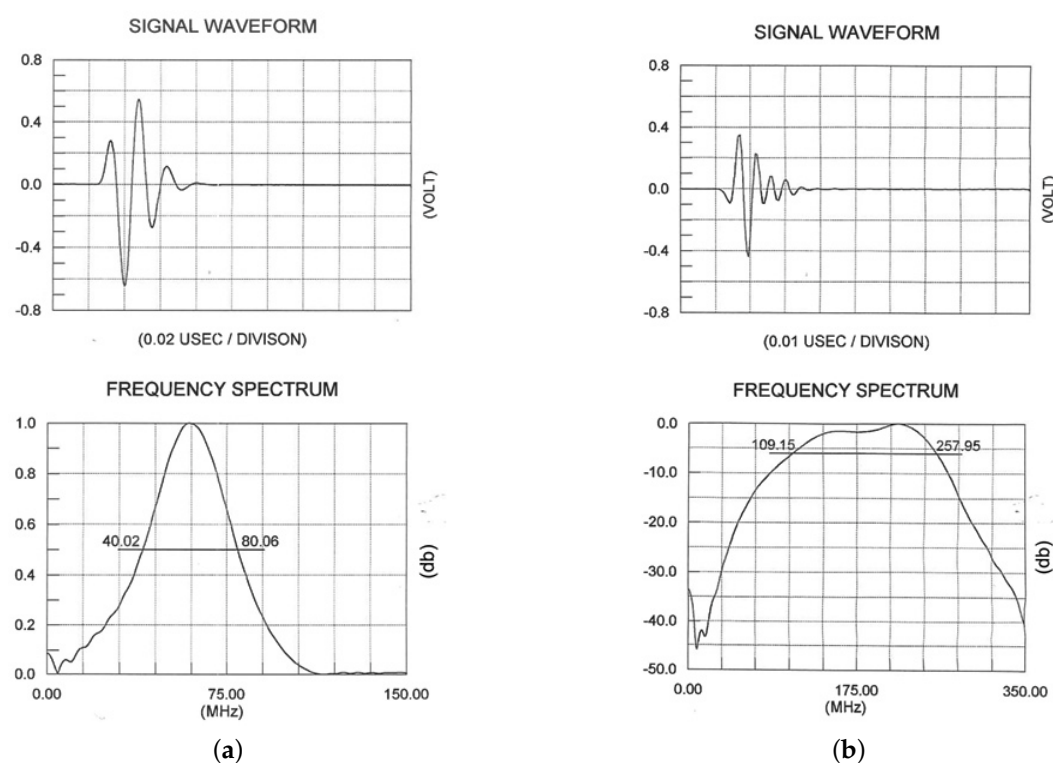 SIGNAL WAVEFORM
0.8
0.4
0.0
-0.4
-0.8
(VOLT)
(0.02 USEC / DIVISON)
FREQUENCY SPECTRUM
1.0
0.8
0.6
0.4
0.2
0.0
40.02 80.06
(db)
0.00 75.00 150.00
(MHz)
(a)
SIGNAL WAVEFORM
0.8
0.4
0.0
-0.4
-0.8
(VOLT)
(0.01 USEC / DIVISON)
FREQUENCY SPECTRUM
0.0
-10.0
-20.0
-30.0
-40.0
-50.0
109.15 257.95
(db)
0.00 175.00 350.00
(MHz)
(b)